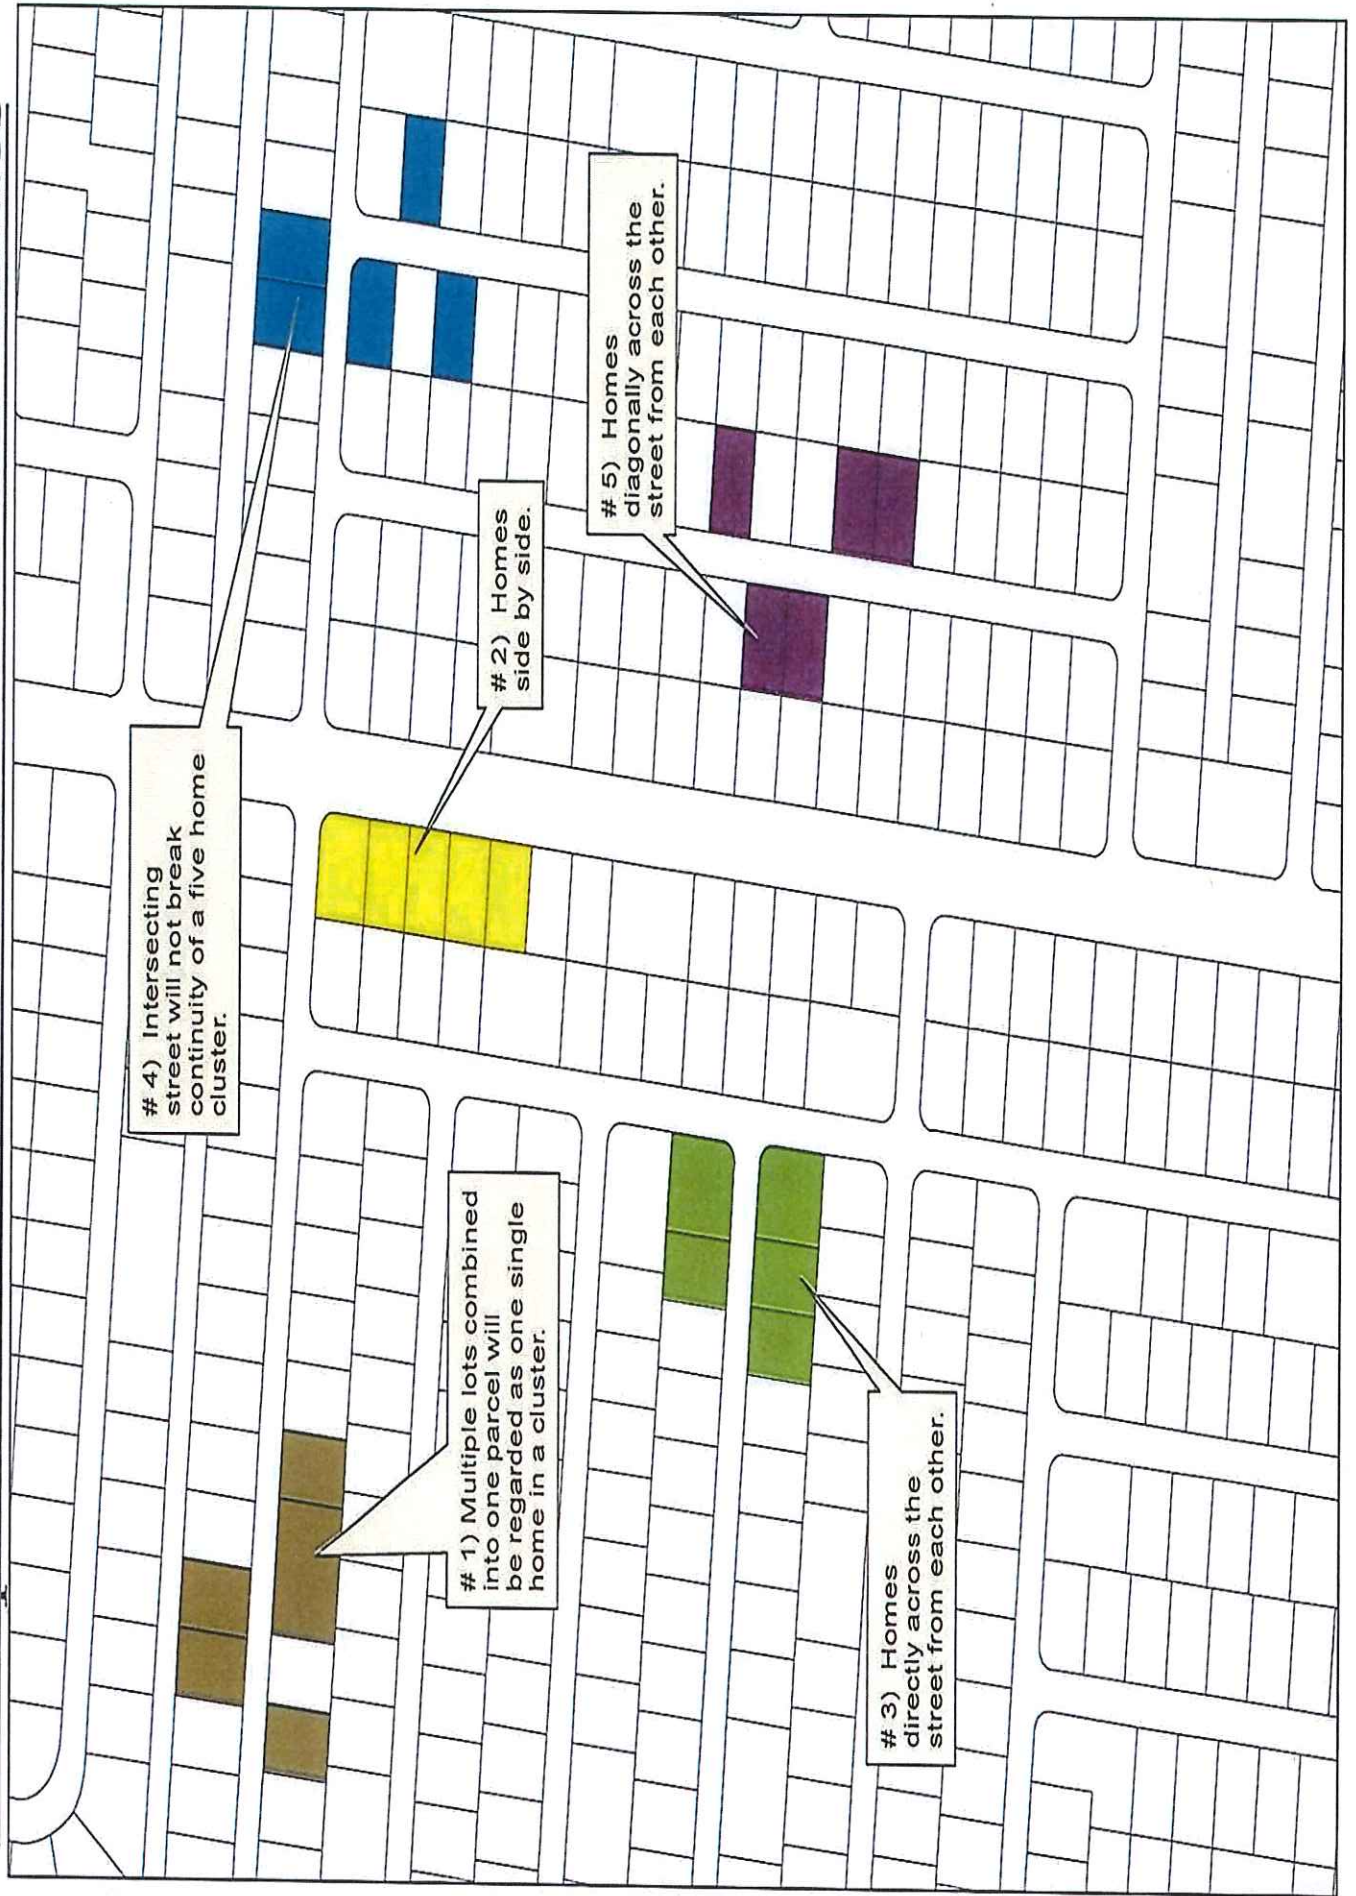 # 1) Multiple lots combined
into one parcel will
be regarded as one single
home in a cluster.
# 2) Homes
side by side.
# 3) Homes
directly across the
street from each other.
# 4) Intersecting
street will not break
continuity of a five home
cluster.
# 5) Homes
diagonally across the
street from each other.